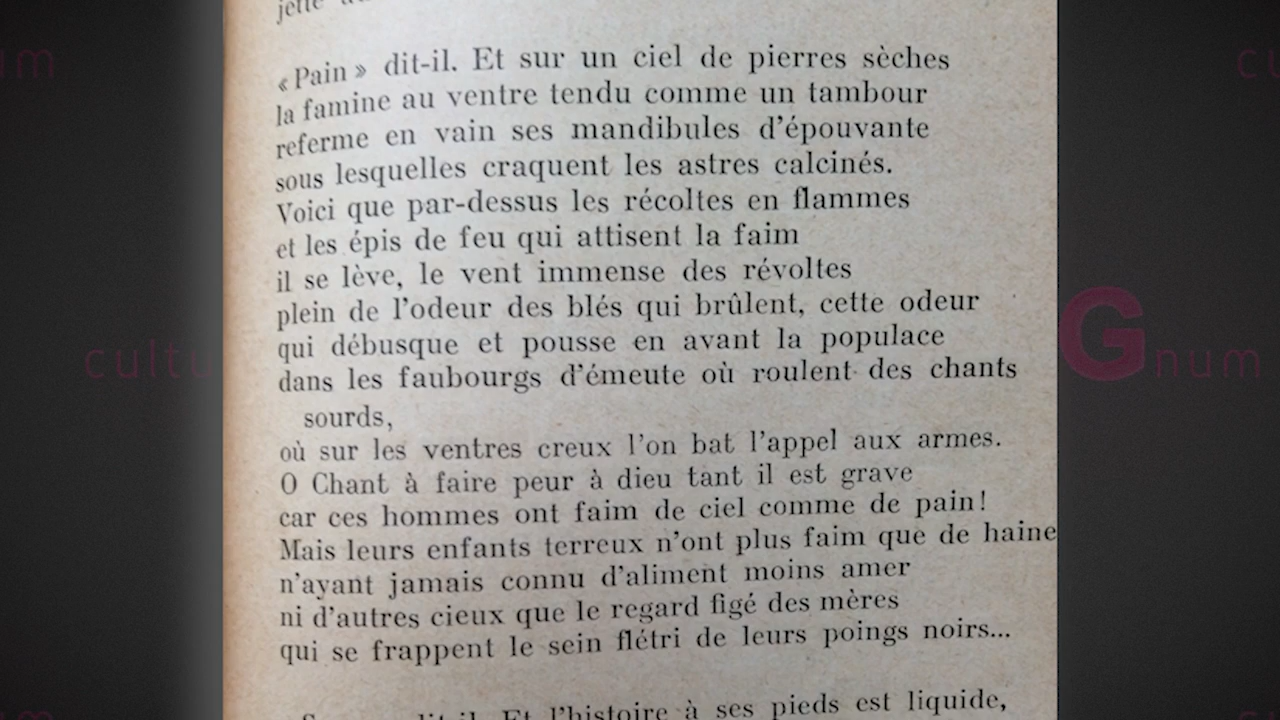 jette
« Pain » dit-il. Et sur un ciel de pierres sèches
la famine au ventre tendu comme un tambour
referme en vain ses mandibules d'épouvante
sous lesquelles craquent les astres calcinés.
Voici que par-dessus les récoltes en flammes
et les épis de feu qui attisent la faim
il se lève, le vent immense des révoltes
plein de l'odeur des blés qui brûlent, cette odeur
qui débusque et pousse en avant la populace
dans les faubourgs d'émeute où roulent des chants
sourds,
où sur les ventres creux l'on bat l'appel aux armes.
O Chant à faire peur à dieu tant il est grave
car ces hommes ont faim de ciel comme de pain!
Mais leurs enfants terreux n'ont plus faim que de haine
n'ayant jamais connu d'aliment moins amer
ni d'autres cieux que le regard figé des mères
qui se frappent le sein flétri de leurs poings noirs...
dit-il. Et l'histoire à ses pieds est liquide,
cultu
Gnum
um
cu